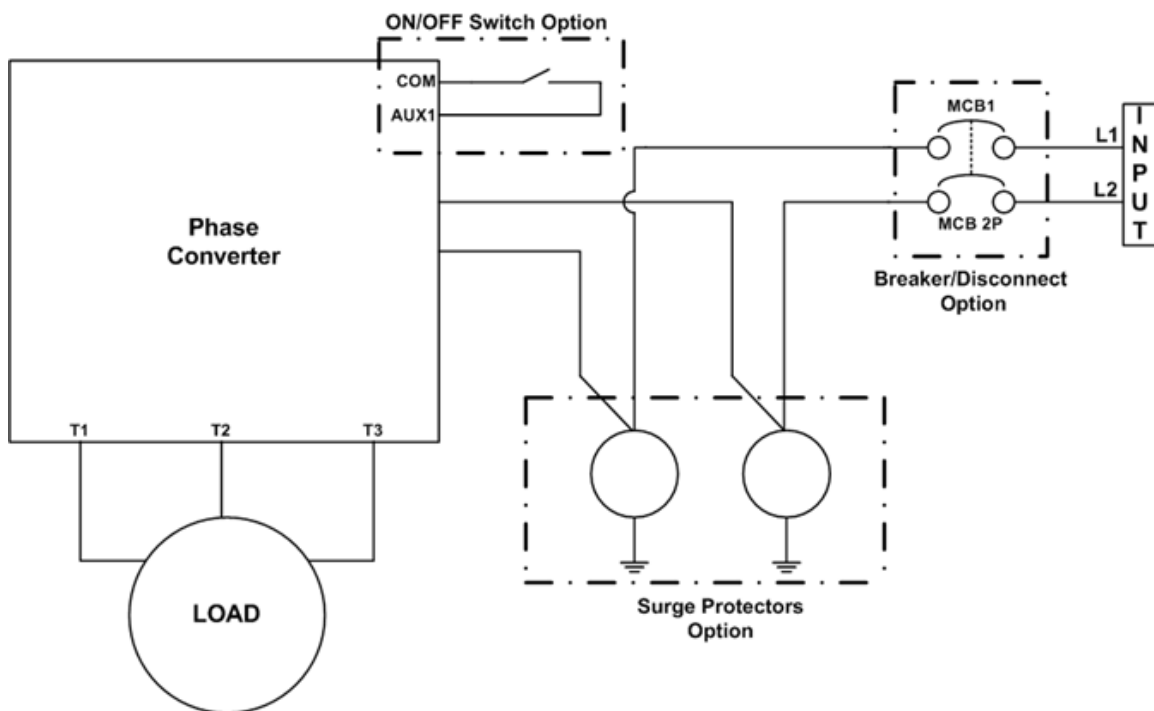 ON/OFF Switch Option
COM
AUX1
Phase
Converter
T1
T2
T3
LOAD
MCB1
MCB 2P
Breaker/Disconnect
Option
L1
L2
INPUT
Surge Protectors
Option